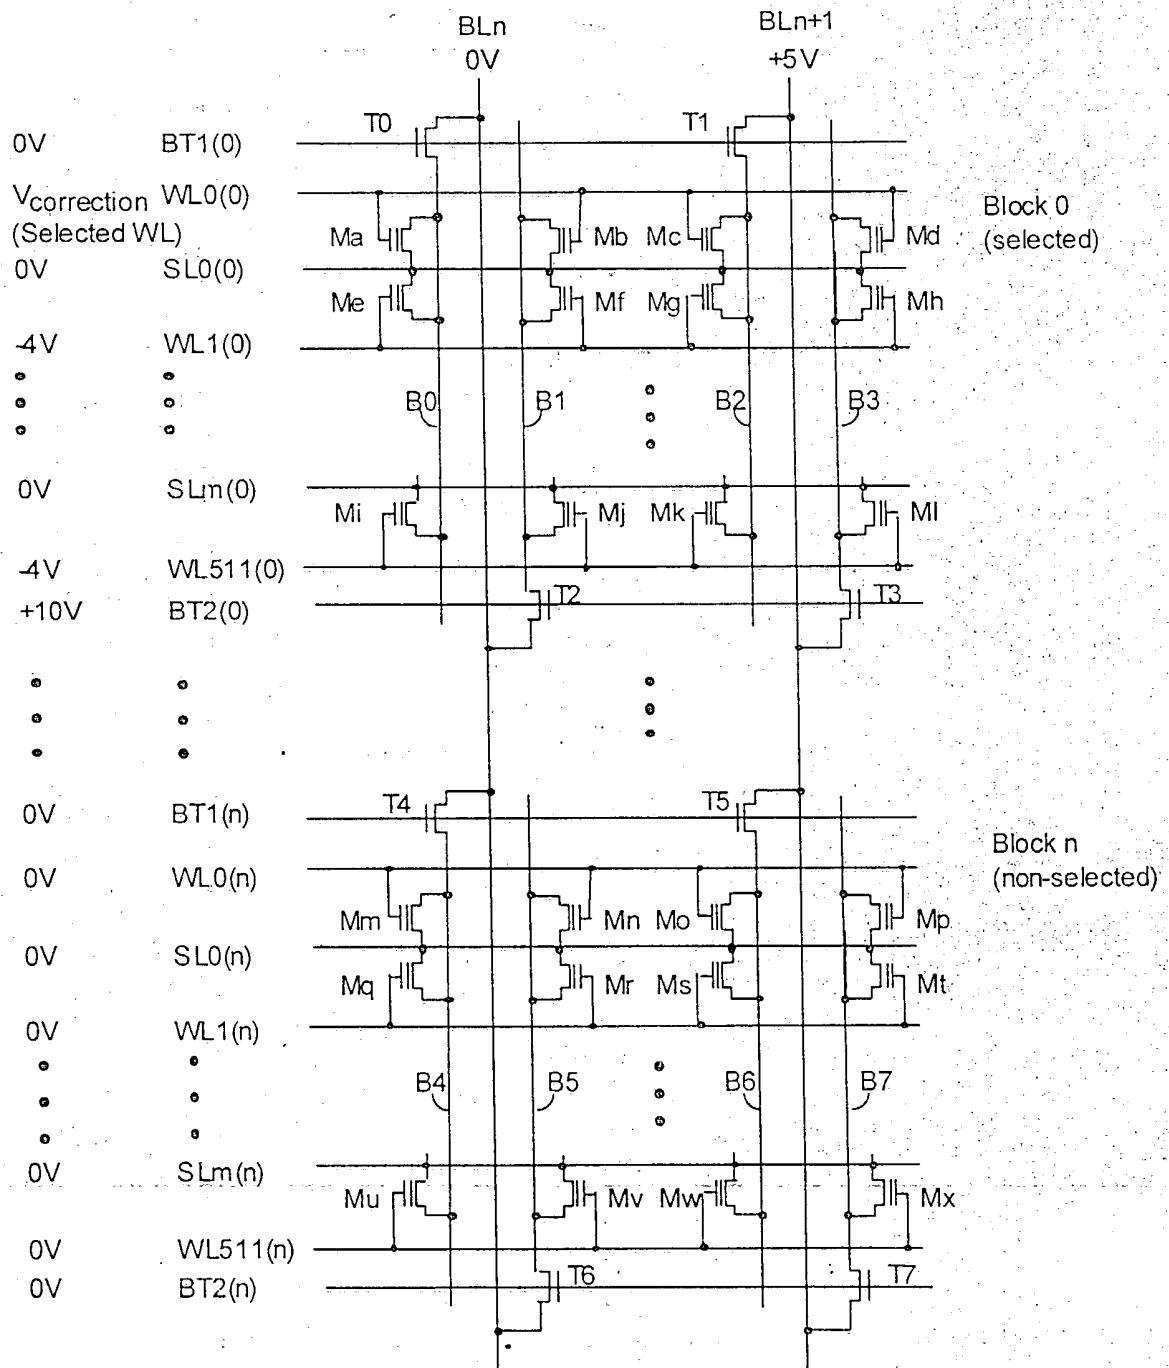 BLn BLn+1
0V +5V
T0 T1
0V BT1(0)
Vcorrection WL0(0) Block 0
(Selected WL) Ma Mb Mc Md (selected)
0V SL0(0)
Me Mf Mg Mh
-4V WL1(0)
B0 B1 B2 B3
0V SLm(0)
Mi Mj Mk Ml
-4V WL511(0)
T2 T3
+10V BT2(0)
T4 T5
0V BT1(n)
Block n
0V WL0(n) (non-selected)
Mm Mn Mo Mp
0V SL0(n)
Mq Mr Ms Mt
0V WL1(n)
B4 B5 B6 B7
0V SLm(n)
Mu Mv Mw Mx
0V WL511(n)
T6 T7
0V BT2(n)